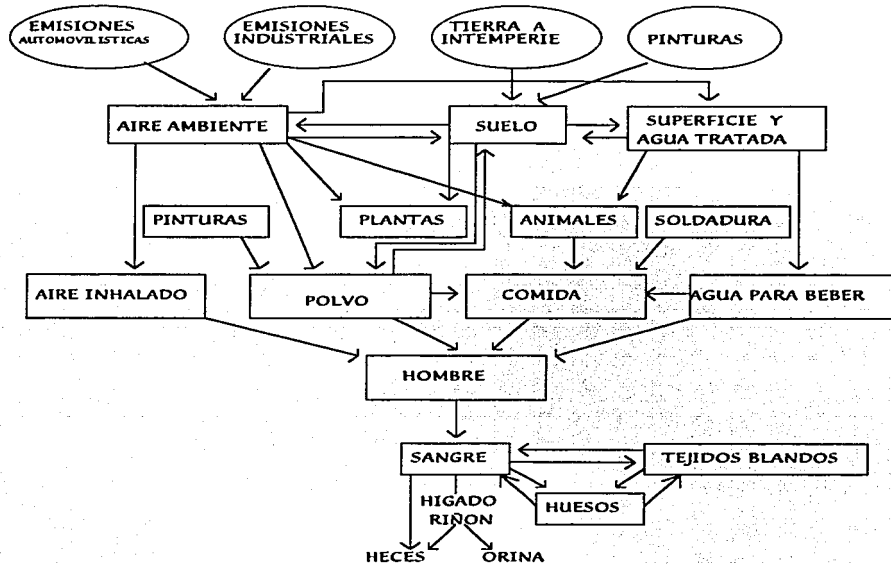 EMISIONES
AUTOMOVILISTICAS
EMISIONES
INDUSTRIALES
TIERRA A
INTEMPERIE
PINTURAS
AIRE AMBIENTE
SUELO
SUPERFICIE Y
AGUA TRATADA
PINTURAS
PLANTAS
ANIMALES
SOLDADURA
AIRE INHALADO
POLVO
COMIDA
AGUA PARA BEBER
HOMBRE
SANGRE
TEJIDOS BLANDOS
HIGADO
RIÑON
HUESOS
HECES
ORINA